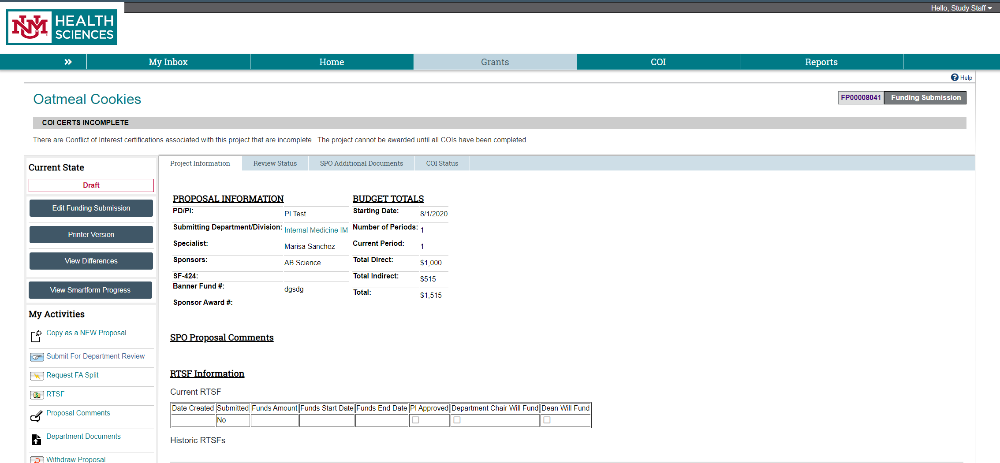 Hello, Study Staff
UNM HEALTH
SCIENCES
My Inbox Home Grants COI Reports
Help
Oatmeal Cookies
FP00008041 Funding Submission
COI CERTS INCOMPLETE
There are Conflict of Interest certifications associated with this project that are incomplete. The project cannot be awarded until all COIs have been completed.
Current State
Draft
Edit Funding Submission
Printer Version
View Differences
View Smartform Progress
My Activities
Copy as a NEW Proposal
Submit For Department Review
Request FA Split
RTSF
Proposal Comments
Department Documents
Withdraw Proposal
Project Information Review Status SPO Additional Documents COI Status
PROPOSAL INFORMATION
PD/PI: PI Test
Submitting Department/Division: Internal Medicine IM
Specialist: Marisa Sanchez
Sponsors: AB Science
SF-424:
Banner Fund #: dgsdg
Sponsor Award #:
BUDGET TOTALS
Starting Date: 8/1/2020
Number of Periods: 1
Current Period: 1
Total Direct: $1,000
Total Indirect: $515
Total: $1,515
SPO Proposal Comments
RTSF Information
Current RTSF
Date Created Submitted Funds Amount Funds Start Date Funds End Date PI Approved Department Chair Will Fund Dean Will Fund
No
Historic RTSFs